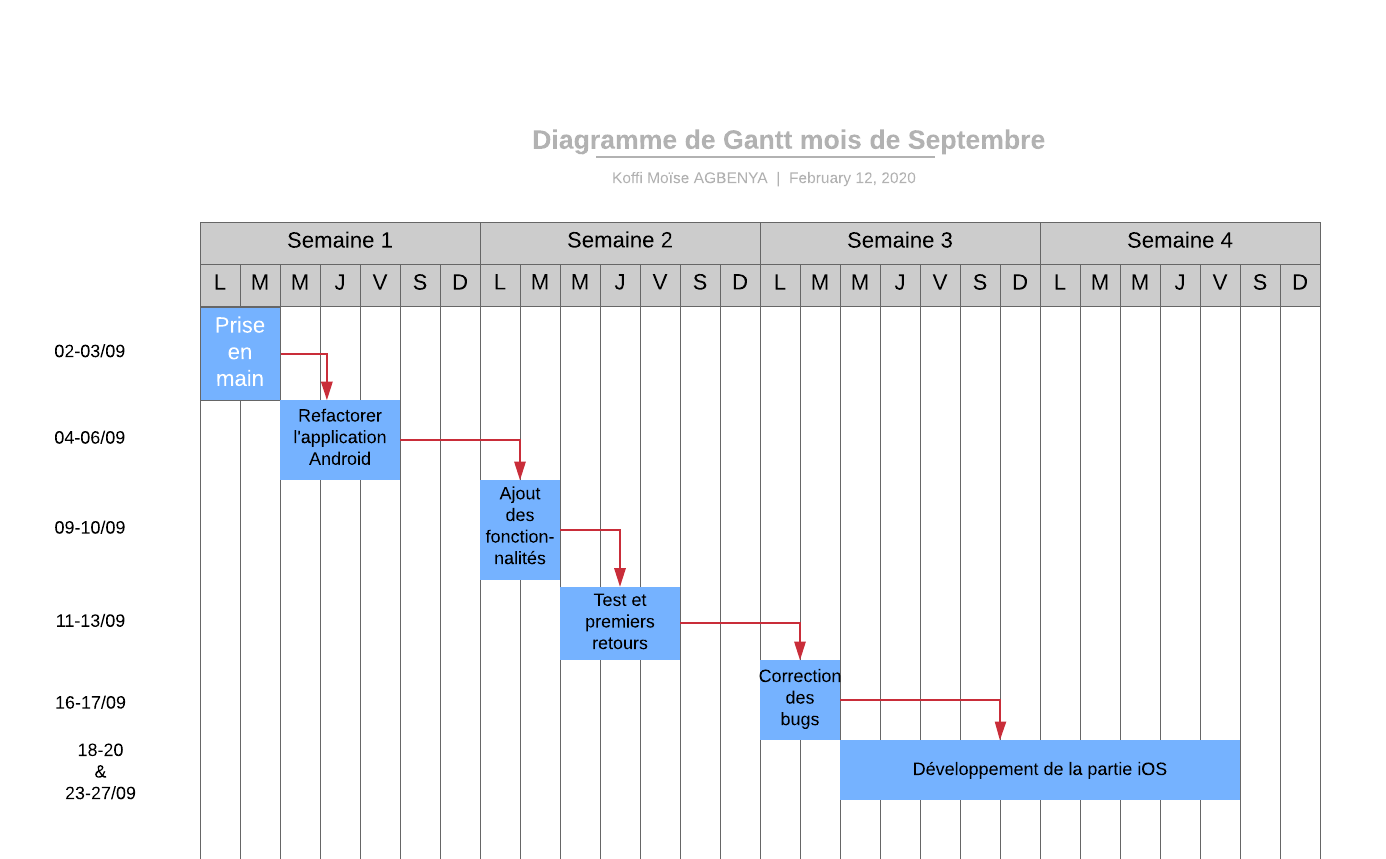 Diagramme de Gantt mois de Septembre
Koffi Moïse AGBENYA | February 12, 2020
Semaine 1 Semaine 2 Semaine 3 Semaine 4
L M M J V S D L M M J V S D L M M J V S D L M M J V S D
02-03/09
Prise
en
main
04-06/09
Refactorer
l'application
Android
09-10/09
Ajout
des
fonction-
nalités
11-13/09
Test et
premiers
retours
16-17/09
Correction
des
bugs
18-20
&
23-27/09
Développement de la partie iOS